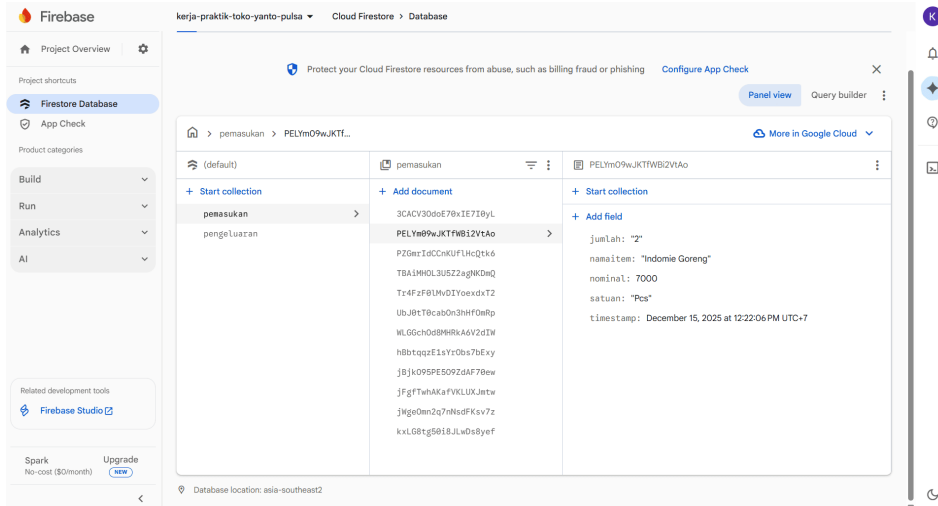 Firebase
kerja-praktik-toko-yanto-pulsa
Cloud Firestore > Database
K
Project Overview
Project shortcuts
Firestore Database
App Check
Product categories
Build
Run
Analytics
AI
Related development tools
Firebase Studio
Spark
No-cost ($0/month)
Upgrade
NEW
Protect your Cloud Firestore resources from abuse, such as billing fraud or phishing
Configure App Check
Panel view
Query builder
> pemasukan > PELYm09wJKTf...
More in Google Cloud
(default)
+ Start collection
pemasukan
pengeluaran
pemasukan
+ Add document
3CACV3OdoE70xIE7I0yL
PELYm09wJKTfWBi2VtAo
PZGmrIdCCnKUflHcQtk6
TBAiMHOL3U5Z2agNKDmQ
Tr4FzF0lMvDIYoexdxT2
UbJ0tT0cabOn3hHfOmRp
WLGGchOd8MHRkA6V2dIW
hBbtqqzE1sYrObs7bExy
jBjkO95PE5O9ZdAF70ew
jFgfTwhAKafVKLUXJmtw
jWgeOmn2q7nNsdFKsv7z
kxLG8tg50i8JLwDs8yef
PELYm09wJKTfWBi2VtAo
+ Start collection
+ Add field
jumlah: "2"
namaitem: "Indomie Goreng"
nominal: 7000
satuan: "Pcs"
timestamp: December 15, 2025 at 12:22:06 PM UTC+7
Database location: asia-southeast2